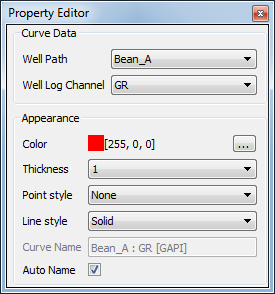 Property Editor
Curve Data
Well Path Bean_A
Well Log Channel GR
Appearance
Color [255, 0, 0] ...
Thickness 1
Point style None
Line style Solid
Curve Name Bean_A : GR [GAPI]
Auto Name